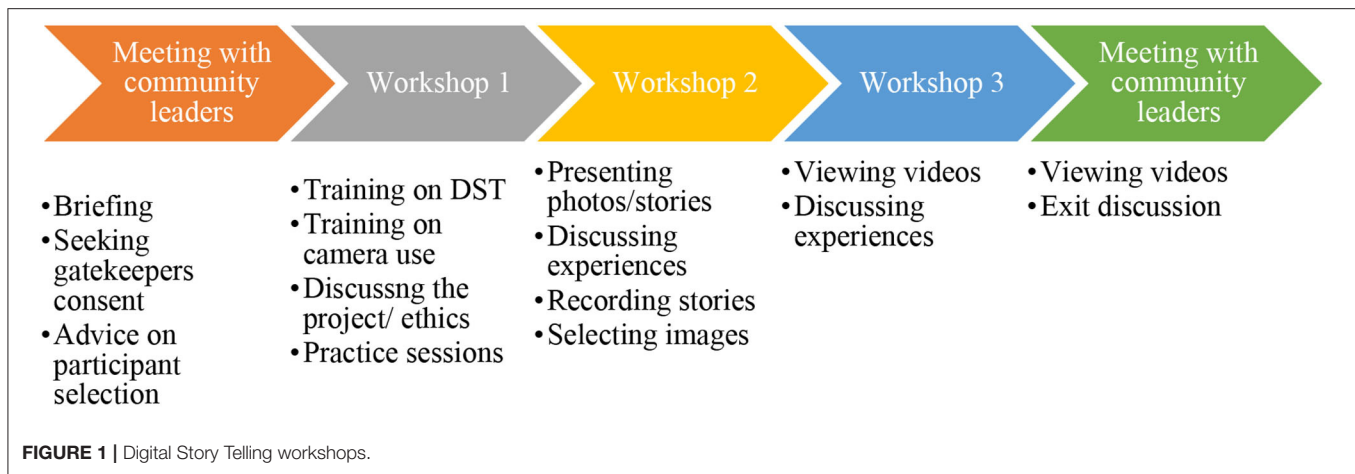 Meeting with
community
leaders
Workshop 1
Workshop 2
Workshop 3
Meeting with
community
leaders
•Briefing
•Seeking
gatekeepers
consent
•Advice on
participant
selection
•Training on DST
•Training on
camera use
•Discussng the
project/ ethics
•Practice sessions
•Presenting
photos/stories
•Discussing
experiences
•Recording stories
•Selecting images
•Viewing videos
•Discussing
experiences
•Viewing videos
•Exit discussion
FIGURE 1 | Digital Story Telling workshops.